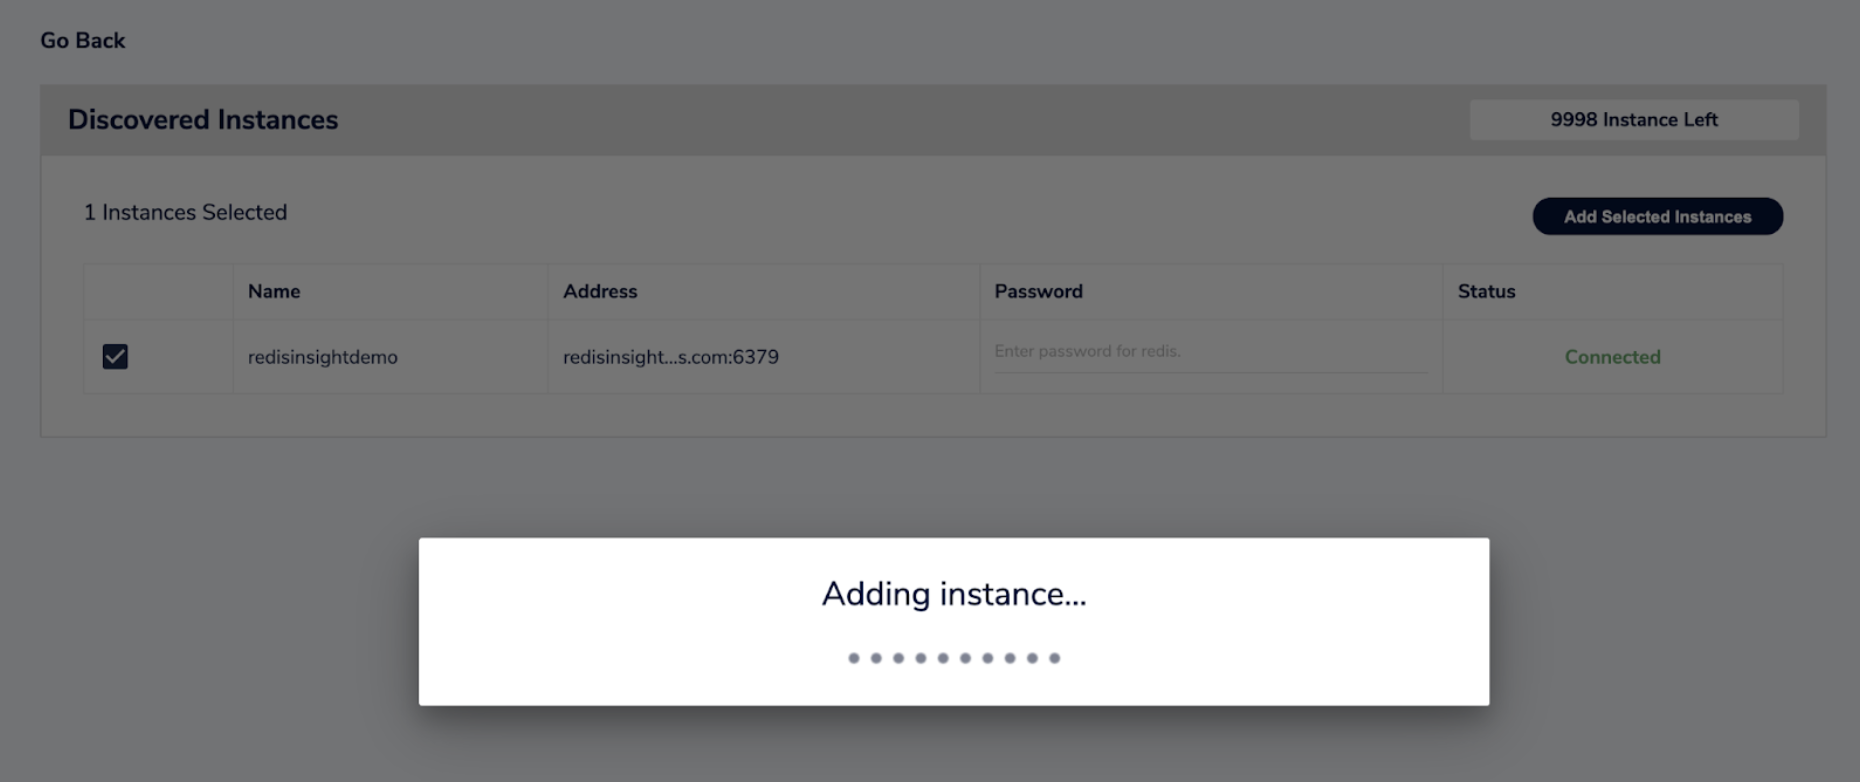 Go Back
Discovered Instances
9998 Instance Left
1 Instances Selected
Add Selected Instances
Name Address Password Status
redisinsightdemo redisinsight...s.com:6379 Enter password for redis. Connected
Adding instance...